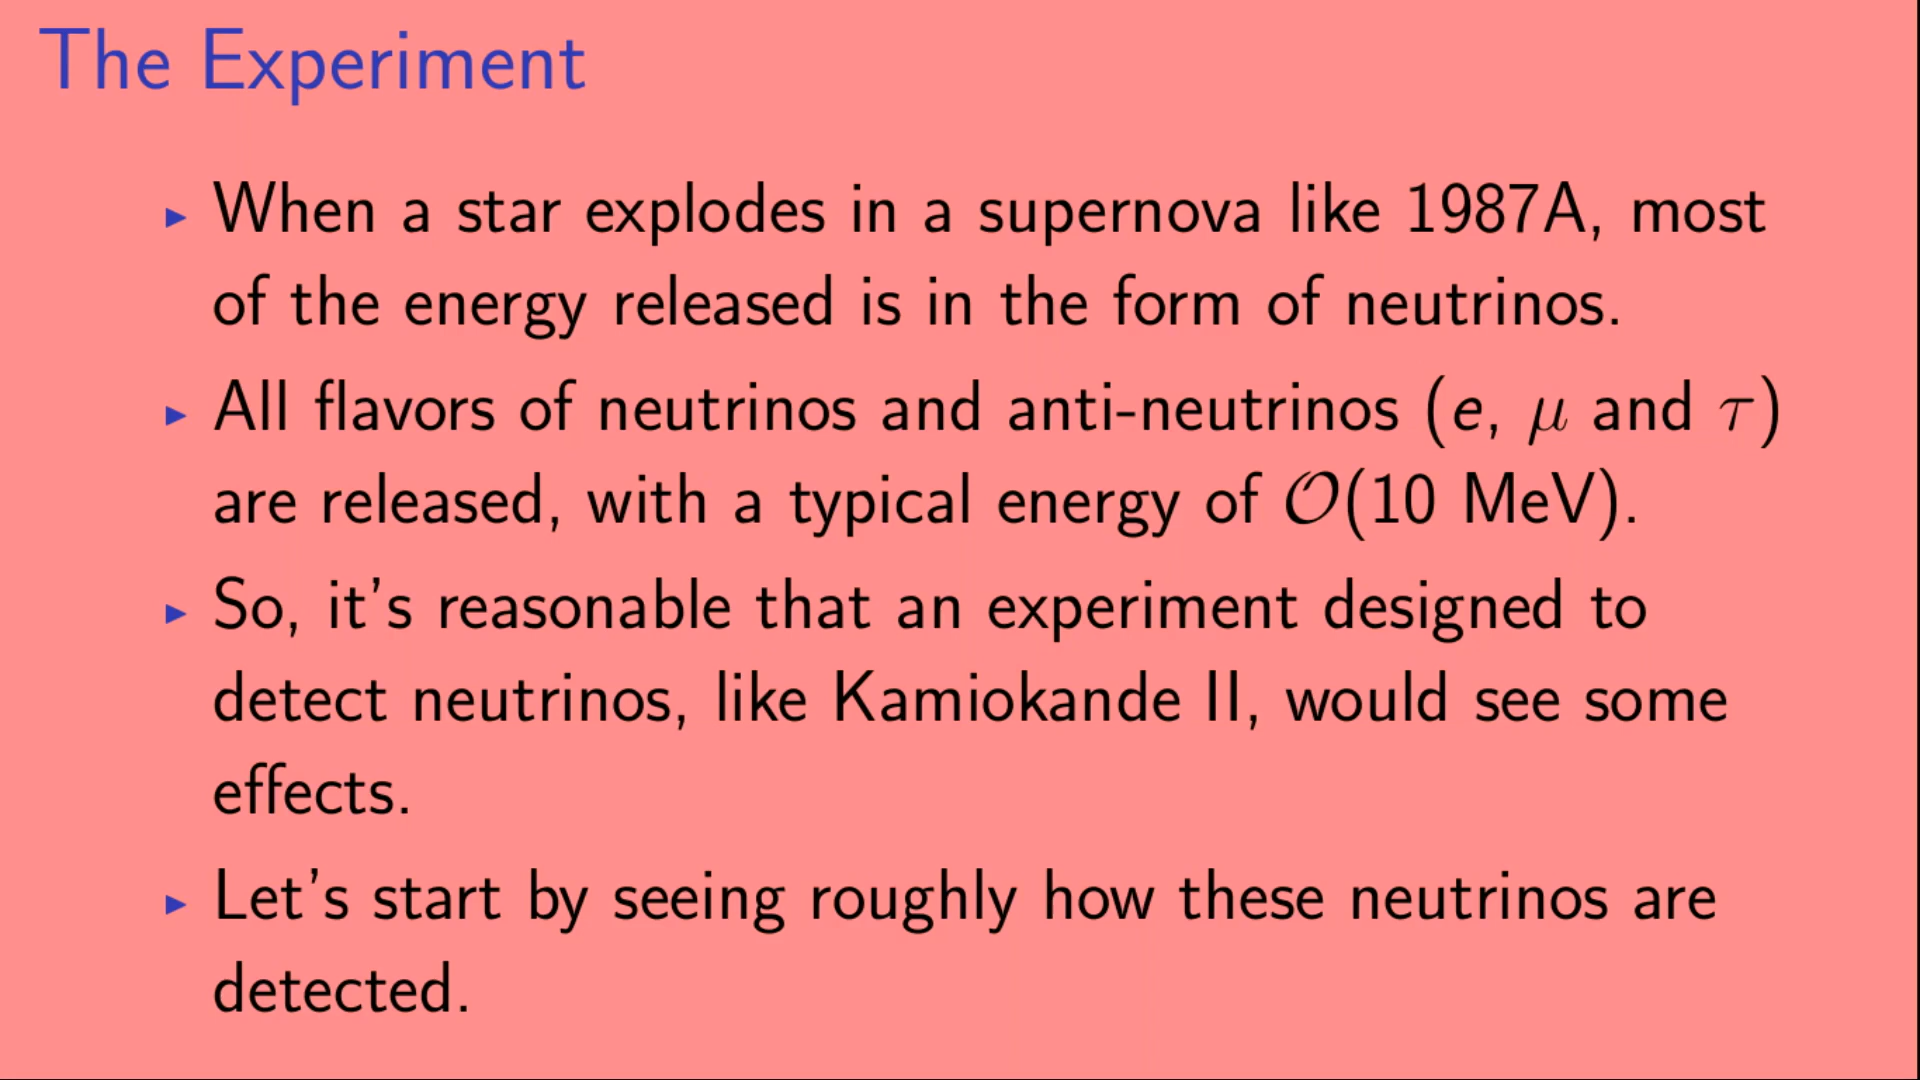 The Experiment
▶ When a star explodes in a supernova like 1987A, most
of the energy released is in the form of neutrinos.
▶ All flavors of neutrinos and anti-neutrinos (e, μ and τ)
are released, with a typical energy of 𝒪(10 MeV).
▶ So, it's reasonable that an experiment designed to
detect neutrinos, like Kamiokande II, would see some
effects.
▶ Let's start by seeing roughly how these neutrinos are
detected.